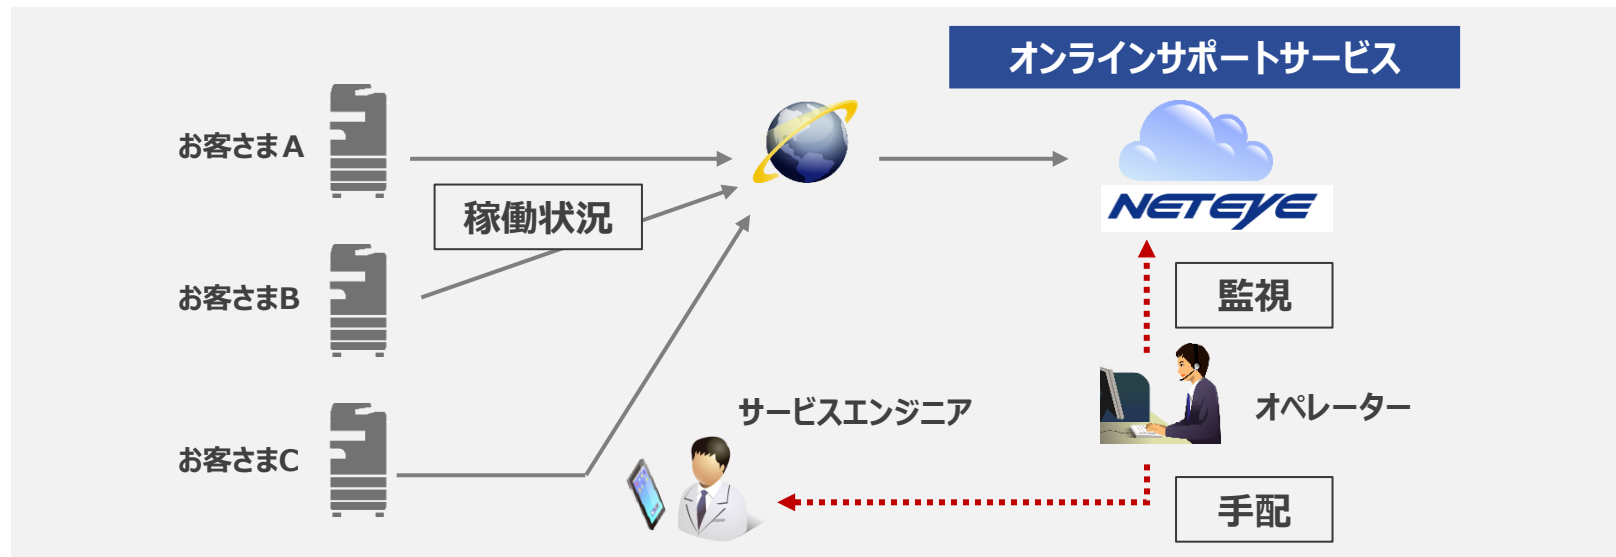 オンラインサポートサービス
お客さまA
稼働状況
NETEYE
お客さまB
監視
サービスエンジニア
オペレーター
お客さまC
手配